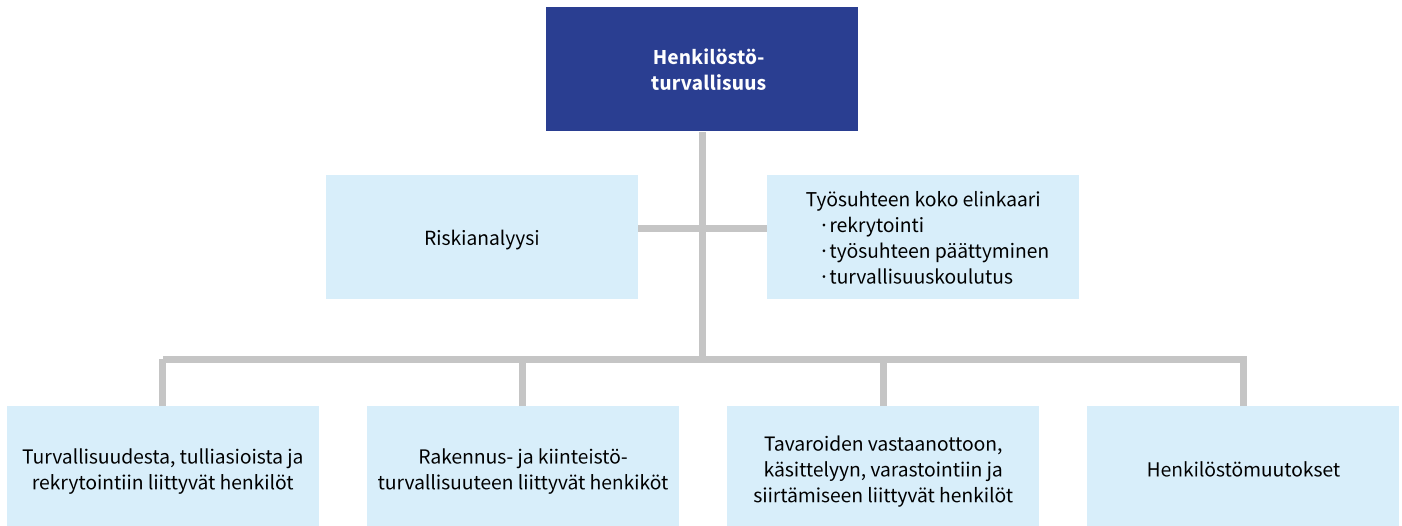 Henkilöstö-
turvallisuus
Riskianalyysi
Työsuhteen koko elinkaari
· rekrytointi
· työsuhteen päättyminen
· turvallisuuskoulutus
Turvallisuudesta, tulliasioista ja
rekrytointiin liittyvät henkilöt
Rakennus- ja kiinteistö-
turvallisuuteen liittyvät henkiköt
Tavaroiden vastaanottoon,
käsittelyyn, varastointiin ja
siirtämiseen liittyvät henkilöt
Henkilöstömuutokset